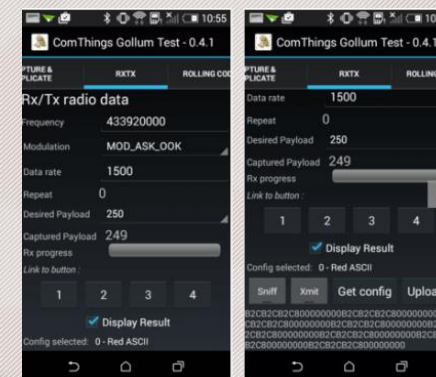 10:55
ComThings Gollum Test - 0.4.1
PTURE &
PLICATE
RXTX
ROLLING COD
Rx/Tx radio data
Frequency 433920000
Modulation MOD_ASK_OOK
Data rate 1500
Repeat 0
Desired Payload 250
Captured Payload 249
Rx progress
Link to button :
1 2 3 4
Display Result
Config selected: 0 - Red ASCII
10
ComThings Gollum Test - 0.4.1
PTURE &
PLICATE
RXTX
ROLLING
Data rate 1500
Repeat 0
Desired Payload 250
Captured Payload 249
Rx progress
Link to button :
1 2 3 4
Display Result
Config selected: 0 - Red ASCII
Sniff Xmit Get config Uploa